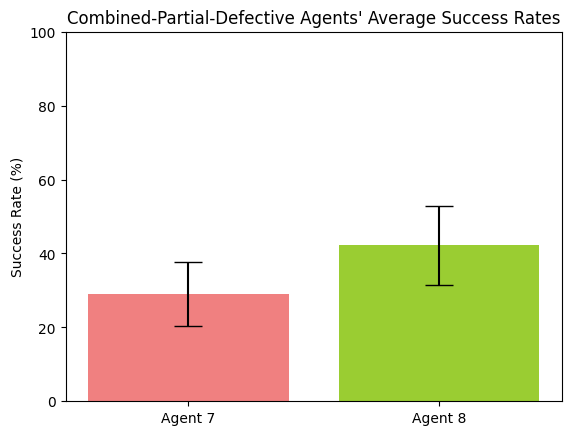 Combined-Partial-Defective Agents' Average Success Rates
100
80
60
40
20
0
Success Rate (%)
Agent 7
Agent 8